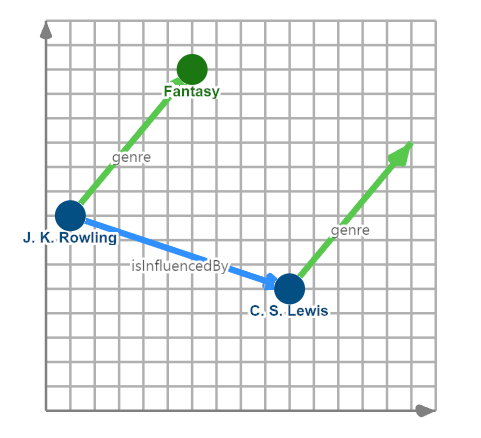 Fantasy
genre
genre
J. K. Rowling
isInfluencedBy
C. S. Lewis